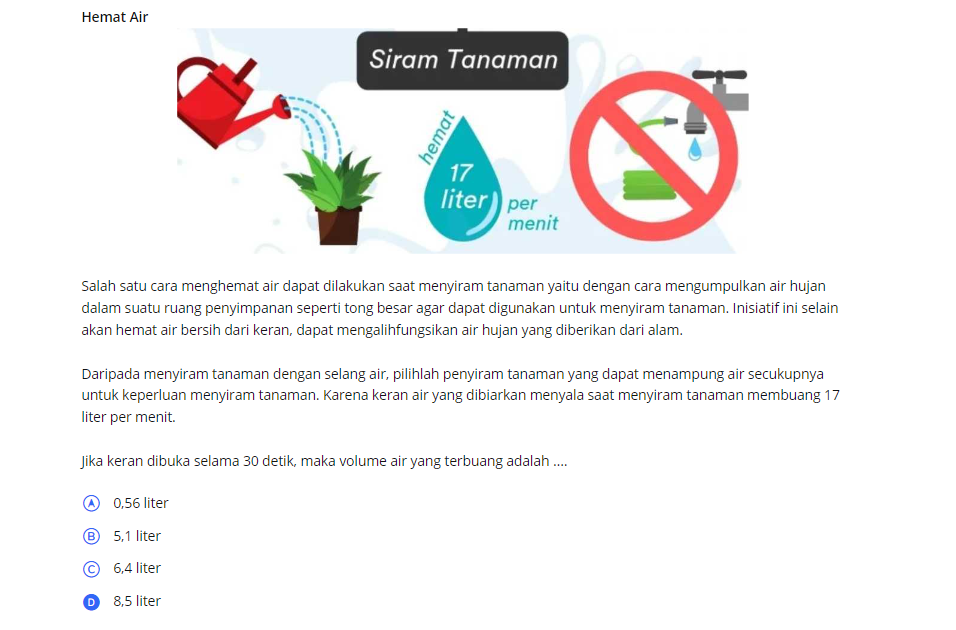 Hemat Air
Siram Tanaman
hemat
17
liter
per
menit
Salah satu cara menghemat air dapat dilakukan saat menyiram tanaman yaitu dengan cara mengumpulkan air hujan
dalam suatu ruang penyimpanan seperti tong besar agar dapat digunakan untuk menyiram tanaman. Inisiatif ini selain
akan hemat air bersih dari keran, dapat mengalihfungsikan air hujan yang diberikan dari alam.
Daripada menyiram tanaman dengan selang air, pilihlah penyiram tanaman yang dapat menampung air secukupnya
untuk keperluan menyiram tanaman. Karena keran air yang dibiarkan menyala saat menyiram tanaman membuang 17
liter per menit.
Jika keran dibuka selama 30 detik, maka volume air yang terbuang adalah ....
A 0,56 liter
B 5,1 liter
C 6,4 liter
D 8,5 liter